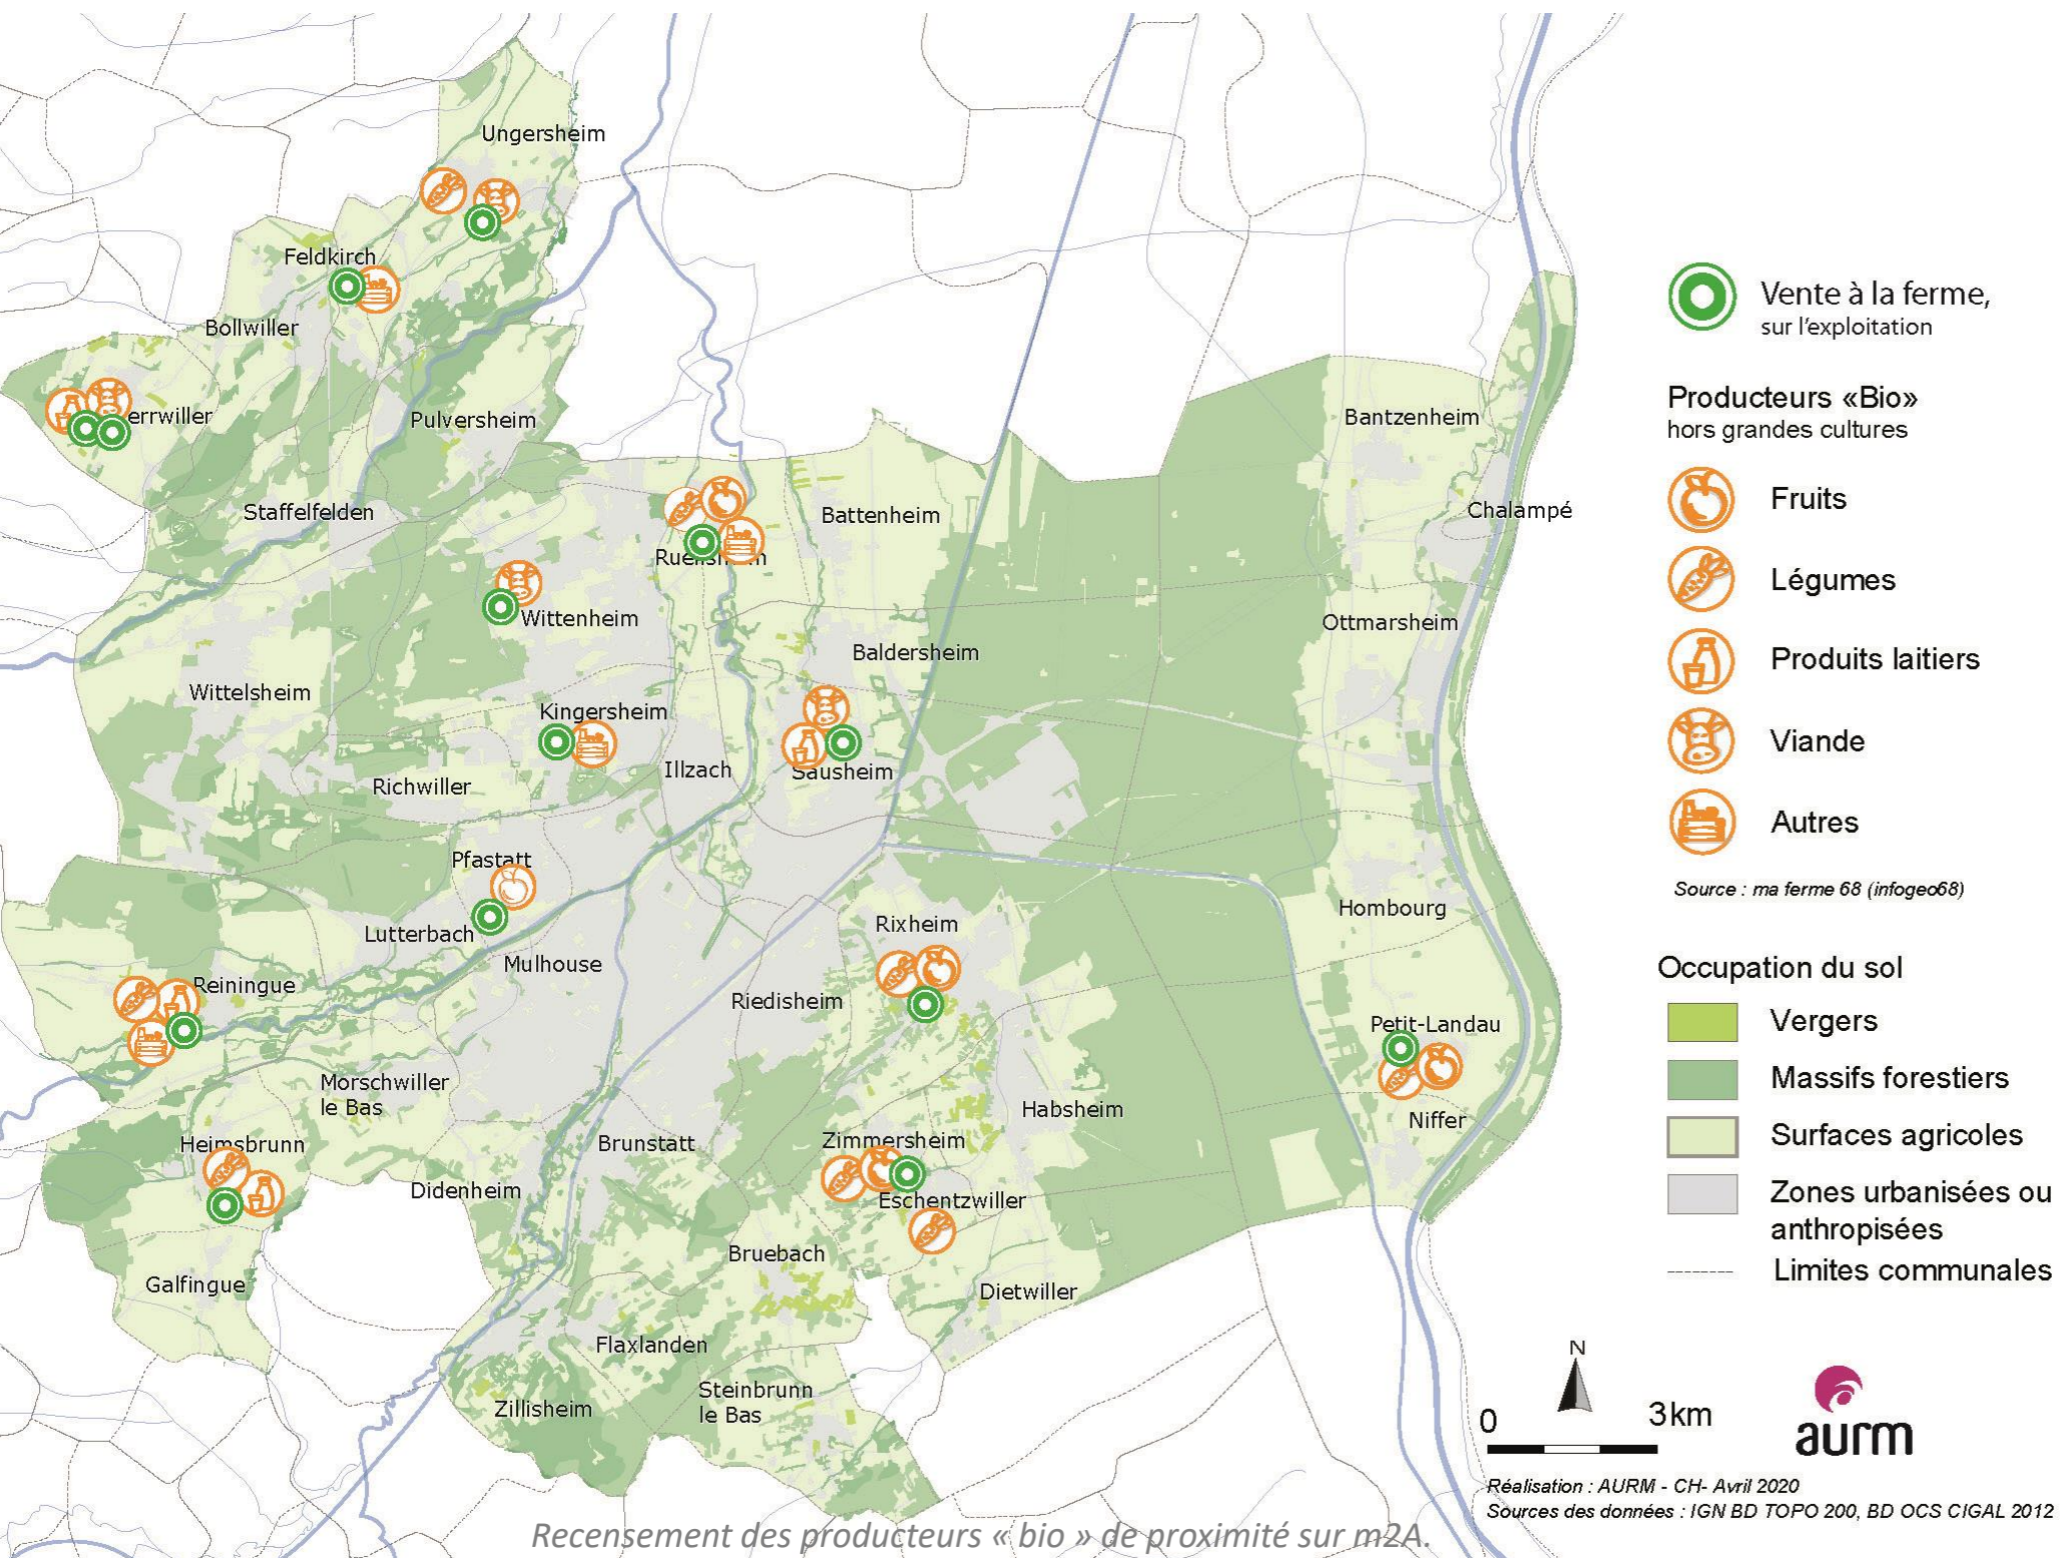 Ungersheim
Feldkirch
Bollwiller
errwiller
Pulversheim
Staffelfelden
Battenheim
Bantzenheim
Chalampé
Wittenheim
Baldersheim
Ottmarsheim
Wittelsheim
Kingersheim
Illzach
Sausheim
Richwiller
Pfastatt
Lutterbach
Mulhouse
Rixheim
Hombourg
Reiningue
Riedisheim
Petit-Landau
Morschwiller
le Bas
Habsheim
Niffer
Heimsbrunn
Brunstatt
Zimmersheim
Didenheim
Eschentzwiller
Bruebach
Galfingue
Dietwiller
Flaxlanden
Steinbrunn
le Bas
Zillisheim
Vente à la ferme,
sur l'exploitation
Producteurs «Bio»
hors grandes cultures
Fruits
Légumes
Produits laitiers
Viande
Autres
Source : ma ferme 68 (infogeo68)
Occupation du sol
Vergers
Massifs forestiers
Surfaces agricoles
Zones urbanisées ou
anthropisées
Limites communales
N
0 3km
aurm
Réalisation : AURM - CH- Avril 2020
Sources des données : IGN BD TOPO 200, BD OCS CIGAL 2012
Recensement des producteurs « bio » de proximité sur m2A.